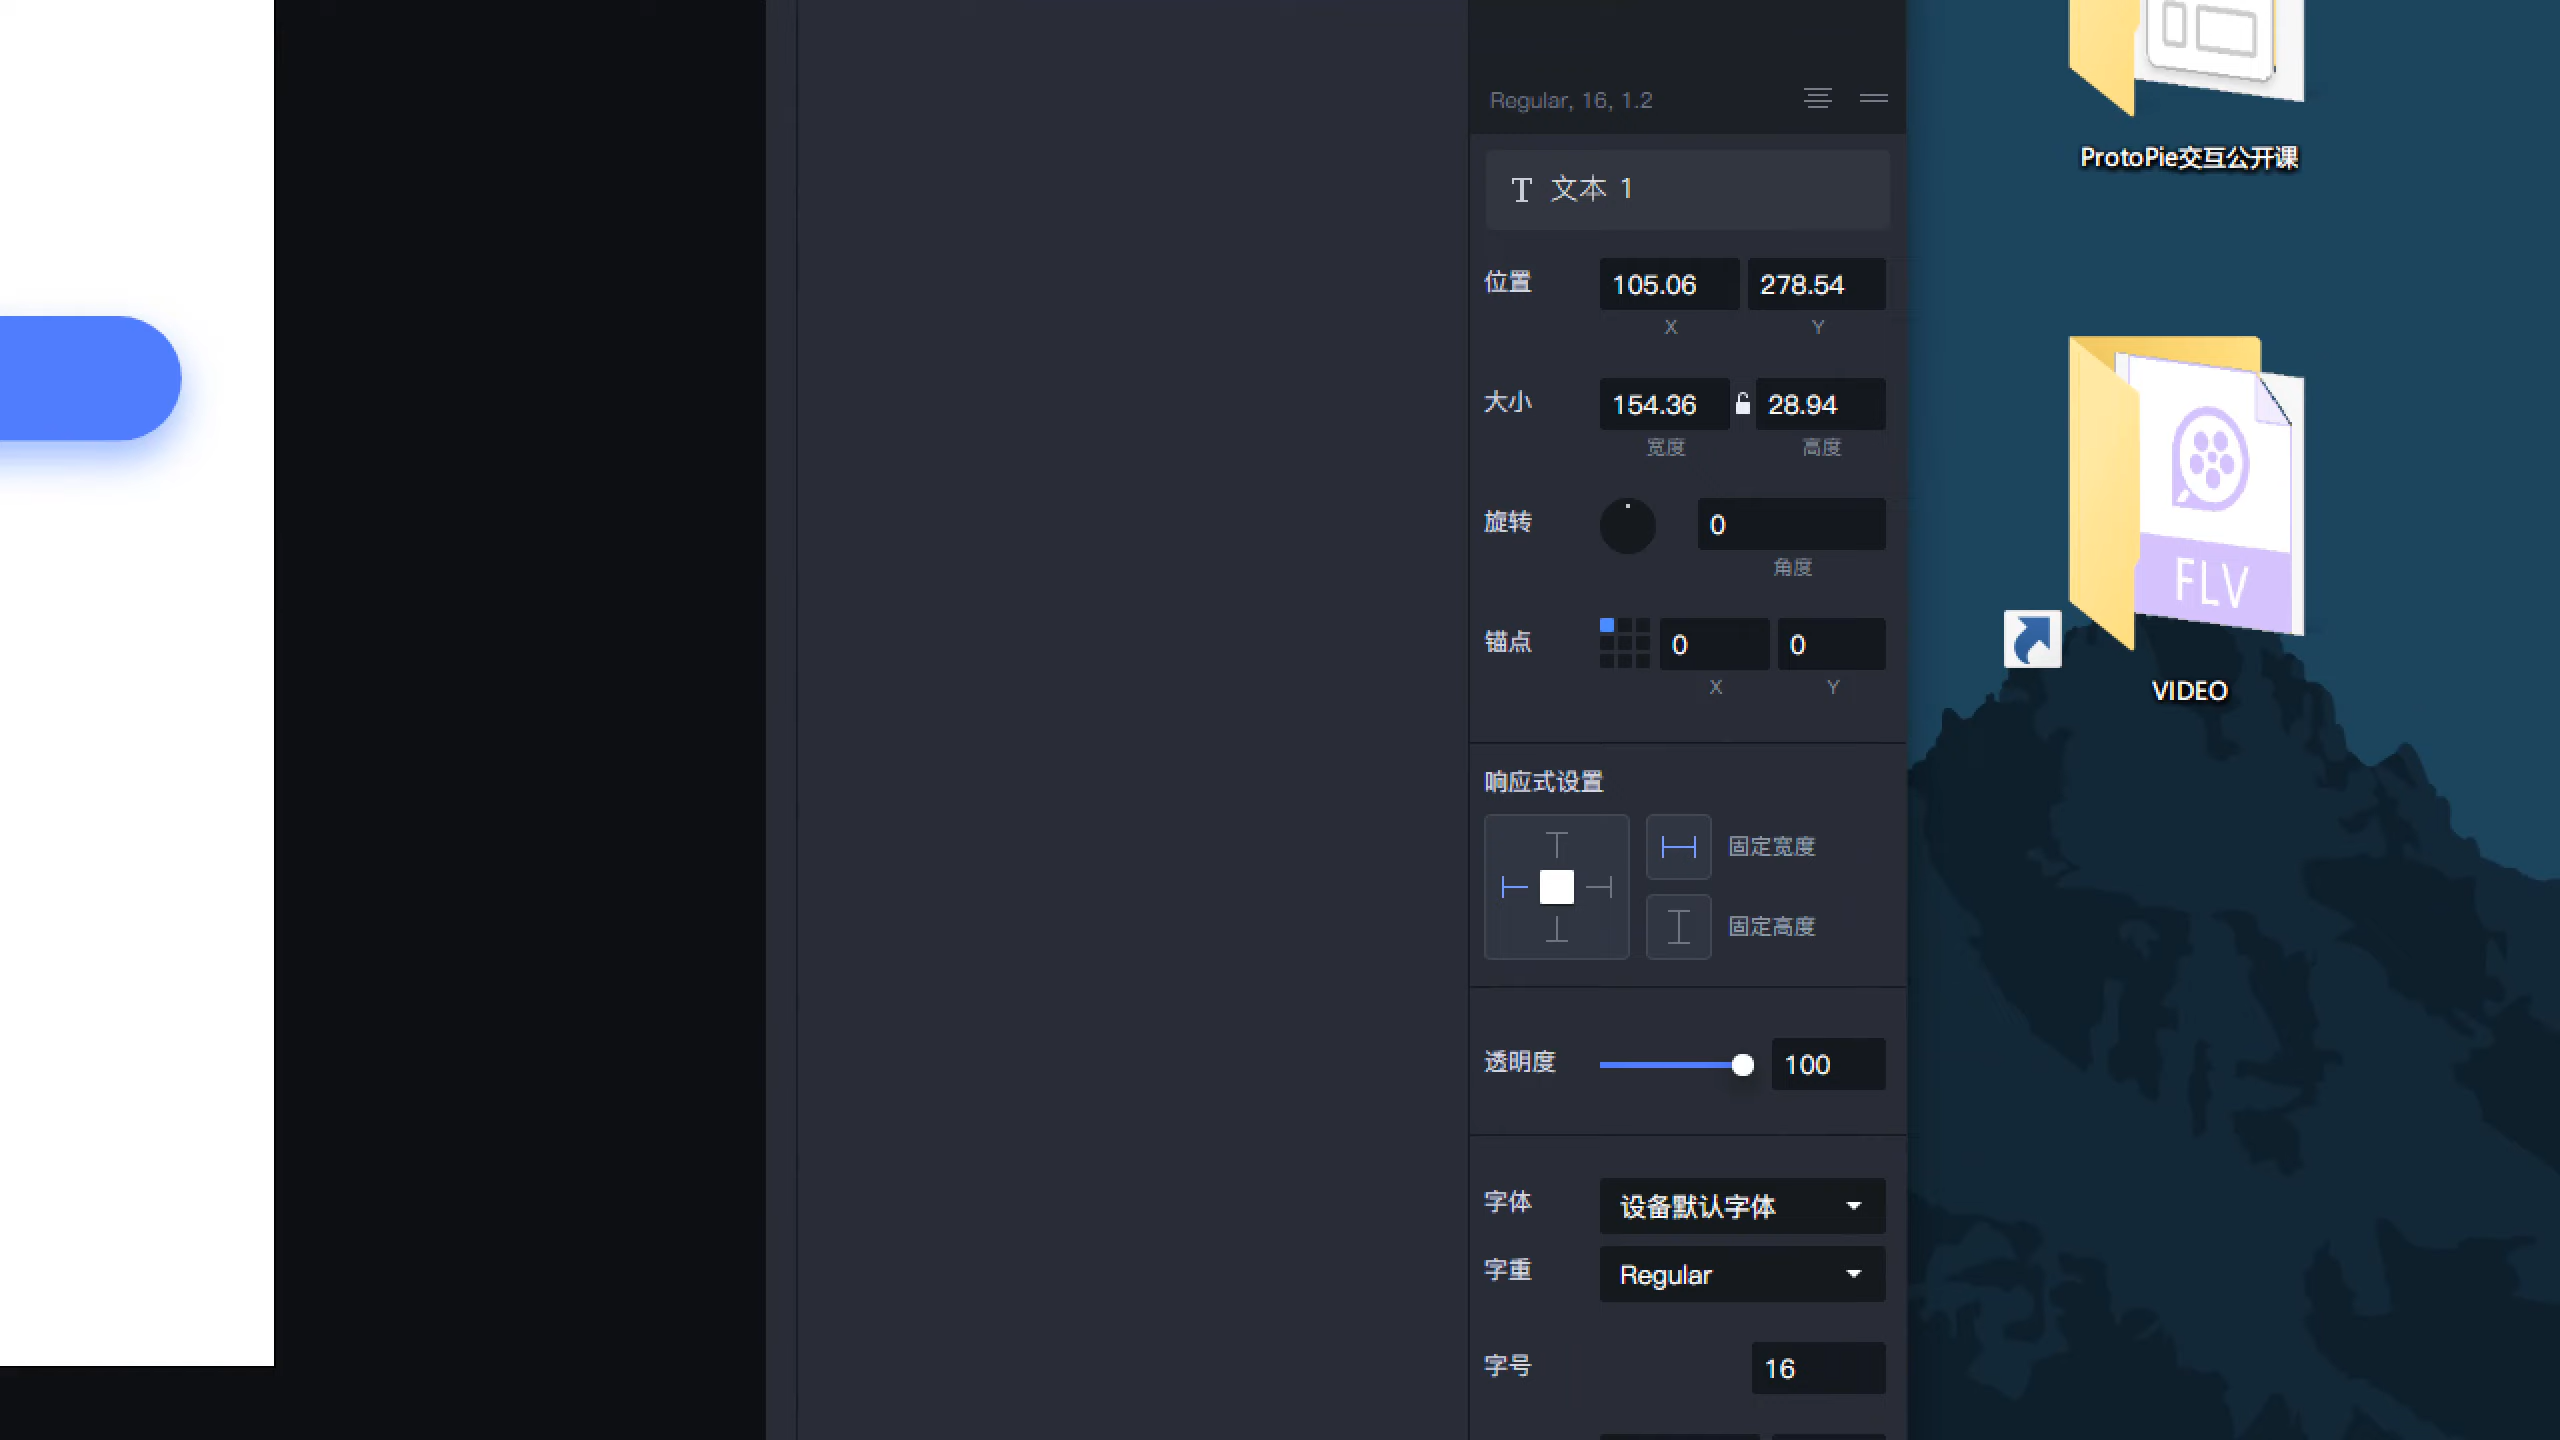 Regular, 16, 1.2
文本 1
位置 105.06 278.54
X Y
大小 154.36 28.94
宽度 高度
旋转 0
角度
锚点 0 0
X Y
响应式设置
固定宽度
固定高度
透明度 100
字体 设备默认字体
字重 Regular
字号 16
ProtoPie交互公开课
FLV
VIDEO